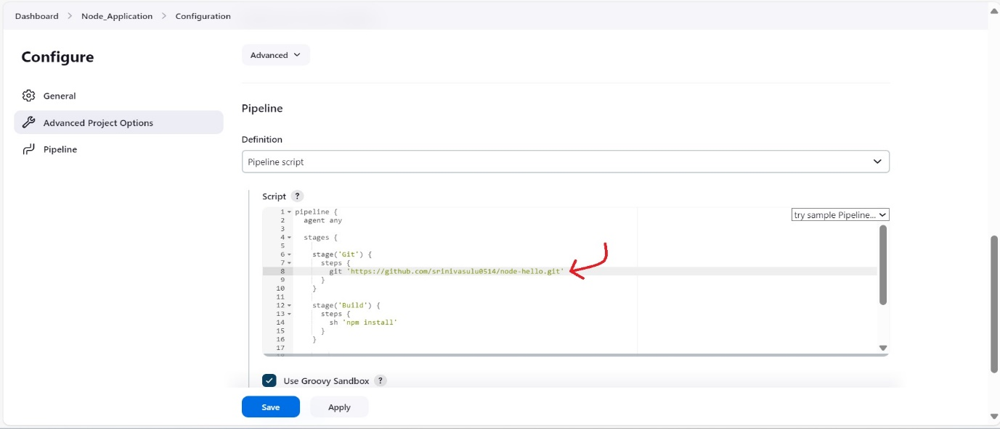 Dashboard > Node_Application > Configuration
Configure
General
Advanced Project Options
Pipeline
Advanced
Pipeline
Definition
Pipeline script
Script ?
try sample Pipeline...
1 pipeline {
2 agent any
3
4 stages {
5
6 stage('Git') {
7 steps {
8 git 'https://github.com/srinivasulu0514/node-hello.git'
9 }
10 }
11
12 stage('Build') {
13 steps {
14 sh 'npm install'
15 }
16 }
17
Use Groovy Sandbox ?
Save
Apply